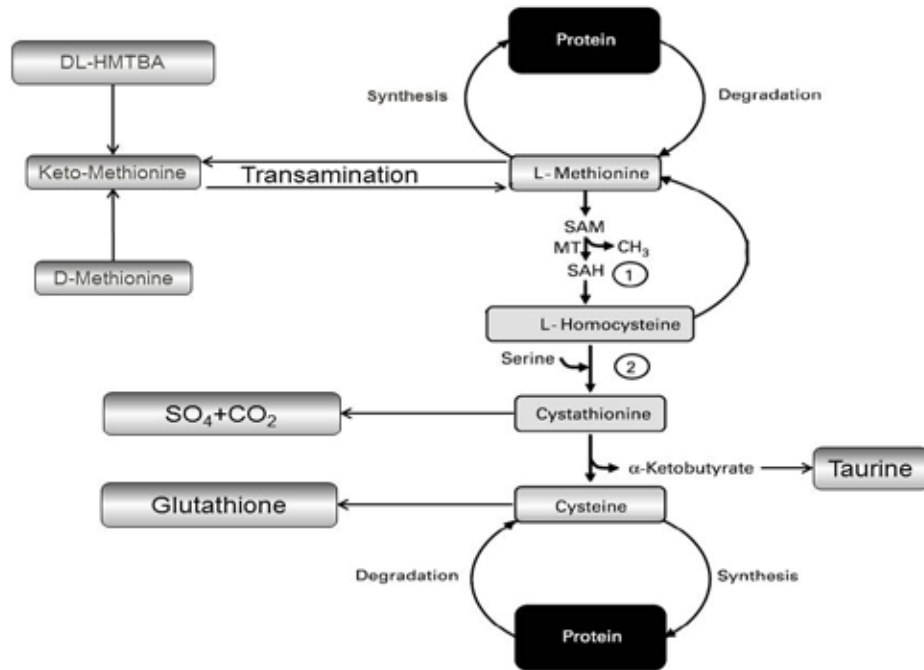 Protein
DL-HMTBA
Synthesis
Degradation
Keto-Methionine
Transamination
L-Methionine
SAM
MT
CH₃
D-Methionine
SAH
1
L-Homocysteine
Serine
2
SO₄+CO₂
Cystathionine
α-Ketobutyrate
Taurine
Glutathione
Cysteine
Degradation
Synthesis
Protein